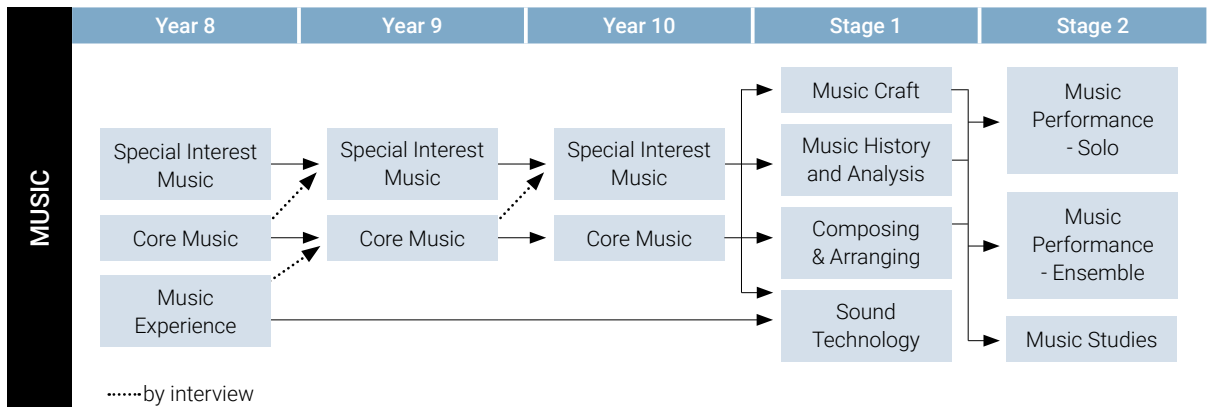 MUSIC
Year 8
Year 9
Year 10
Stage 1
Stage 2
Special Interest
Music
Core Music
Music
Experience
Special Interest
Music
Core Music
Special Interest
Music
Core Music
Music Craft
Music History
and Analysis
Composing
& Arranging
Sound
Technology
Music
Performance
- Solo
Music
Performance
- Ensemble
Music Studies
by interview